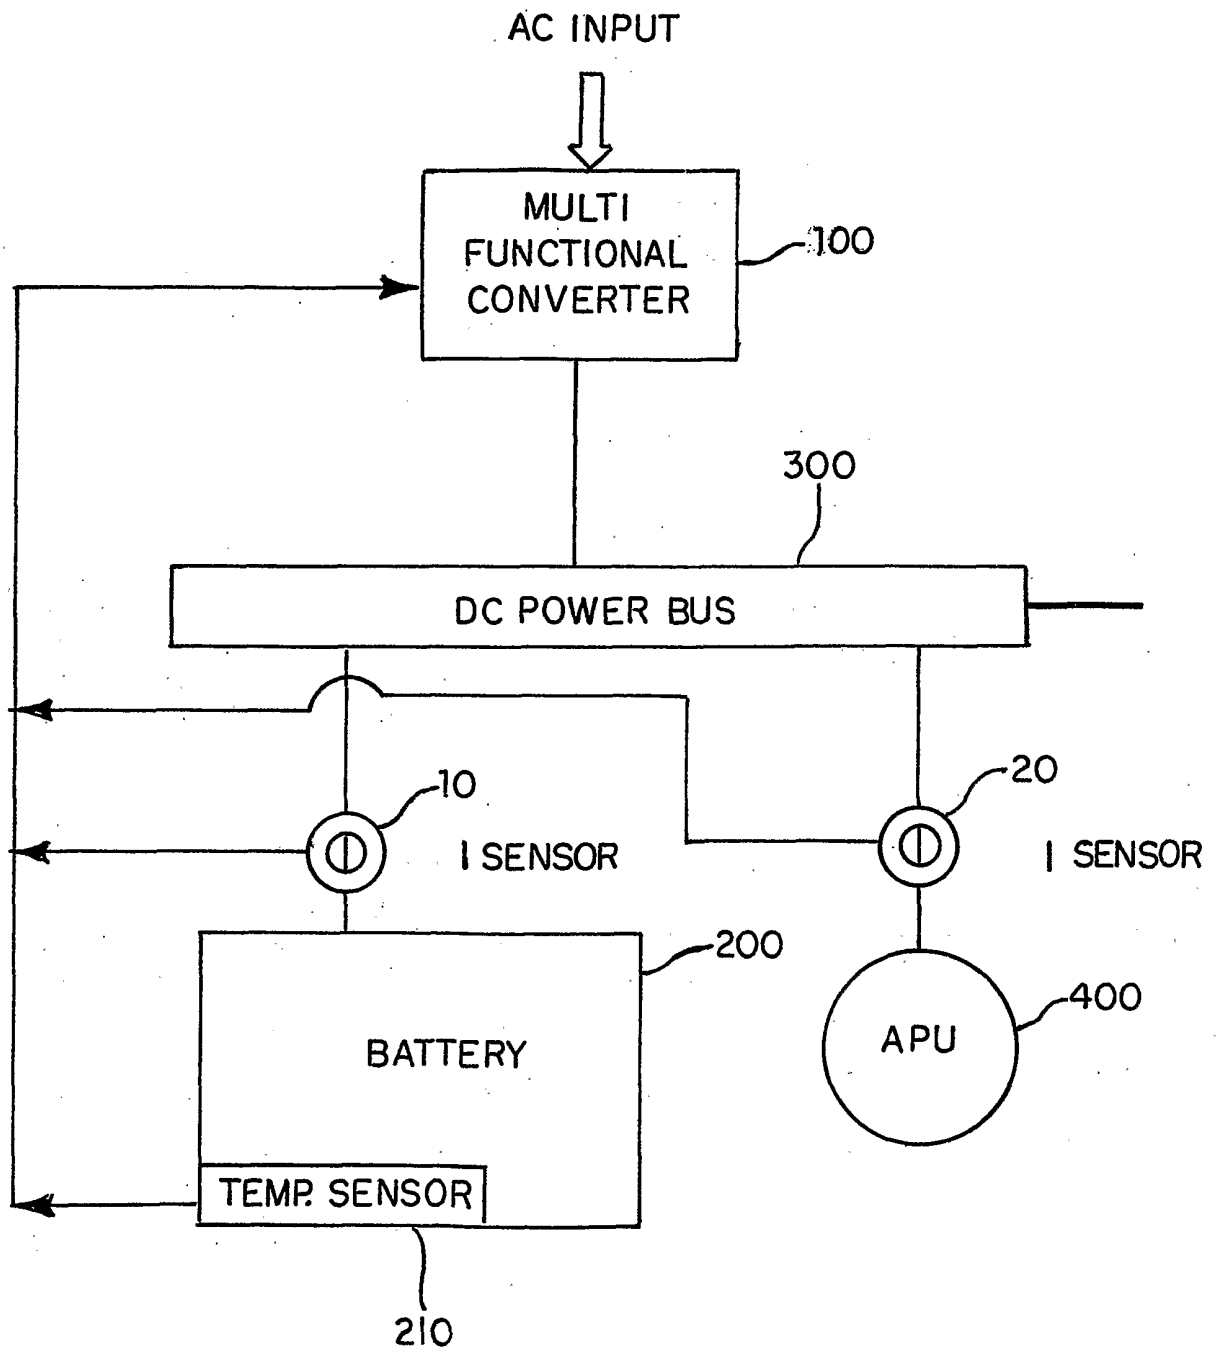 AC INPUT
MULTI
FUNCTIONAL
CONVERTER
100
300
DC POWER BUS
10
20
I SENSOR
I SENSOR
200
400
BATTERY
APU
TEMP. SENSOR
210